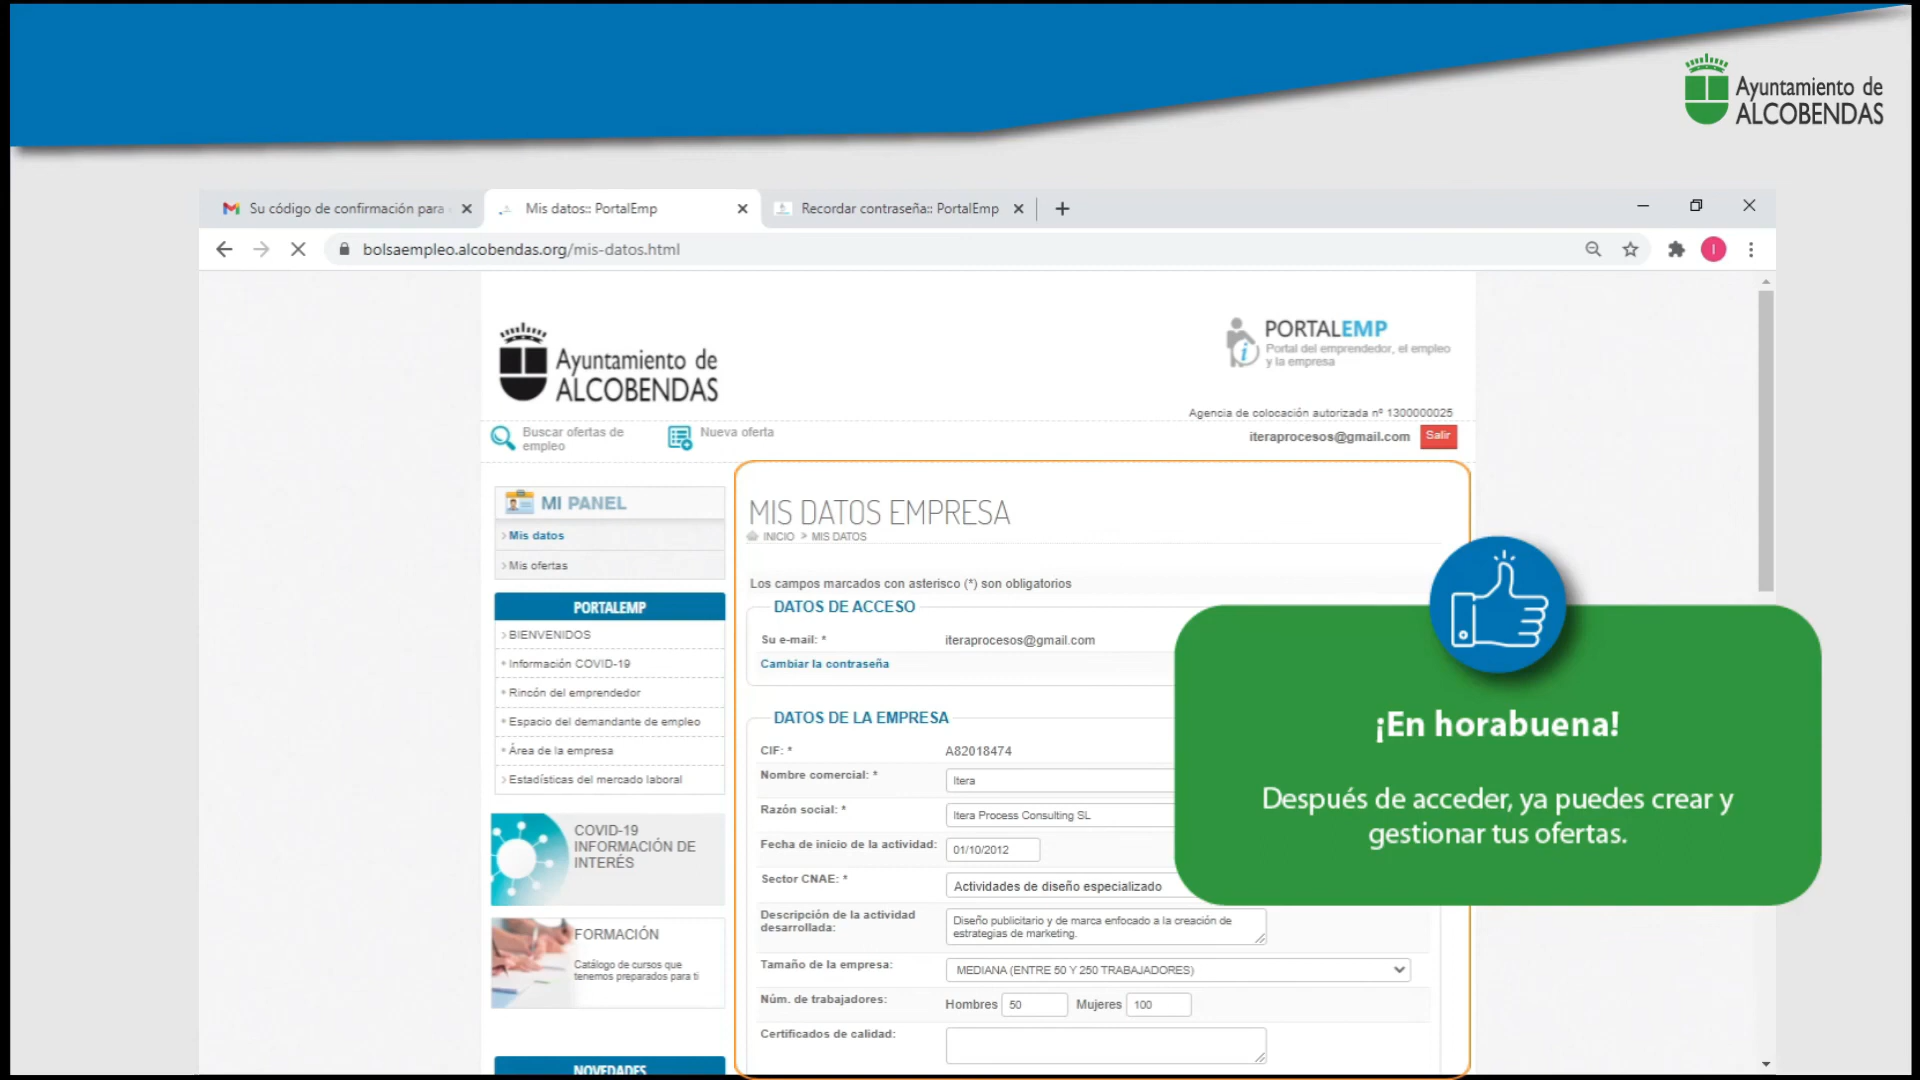 Ayuntamiento de
ALCOBENDAS
Su código de confirmación para
Mis datos:: PortalEmp
Recordar contraseña:: PortalEmp
bolsaempleo.alcobendas.org/mis-datos.html
I
Ayuntamiento de
ALCOBENDAS
PORTALEMP
Portal del emprendedor, el empleo
y la empresa
Agencia de colocación autorizada nº 1300000025
Buscar ofertas de
empleo
Nueva oferta
iteraprocesos@gmail.com
Salir
MI PANEL
Mis datos
Mis ofertas
PORTALEMP
BIENVENIDOS
Información COVID-19
Rincón del emprendedor
Espacio del demandante de empleo
Área de la empresa
Estadísticas del mercado laboral
COVID-19
INFORMACIÓN DE
INTERÉS
FORMACIÓN
Catálogo de cursos que
tenemos preparados para ti
NOVEDADES
MIS DATOS EMPRESA
INICIO > MIS DATOS
Los campos marcados con asterisco (*) son obligatorios
DATOS DE ACCESO
Su e-mail: * iteraprocesos@gmail.com
Cambiar la contraseña
DATOS DE LA EMPRESA
CIF: * A82018474
Nombre comercial: * Itera
Razón social: * Itera Process Consulting SL
Fecha de inicio de la actividad: 01/10/2012
Sector CNAE: * Actividades de diseño especializado
Descripción de la actividad
desarrollada:
Diseño publicitario y de marca enfocado a la creación de
estrategias de marketing.
Tamaño de la empresa: MEDIANA (ENTRE 50 Y 250 TRABAJADORES)
Núm. de trabajadores: Hombres 50 Mujeres 100
Certificados de calidad:
¡En horabuena!
Después de acceder, ya puedes crear y
gestionar tus ofertas.